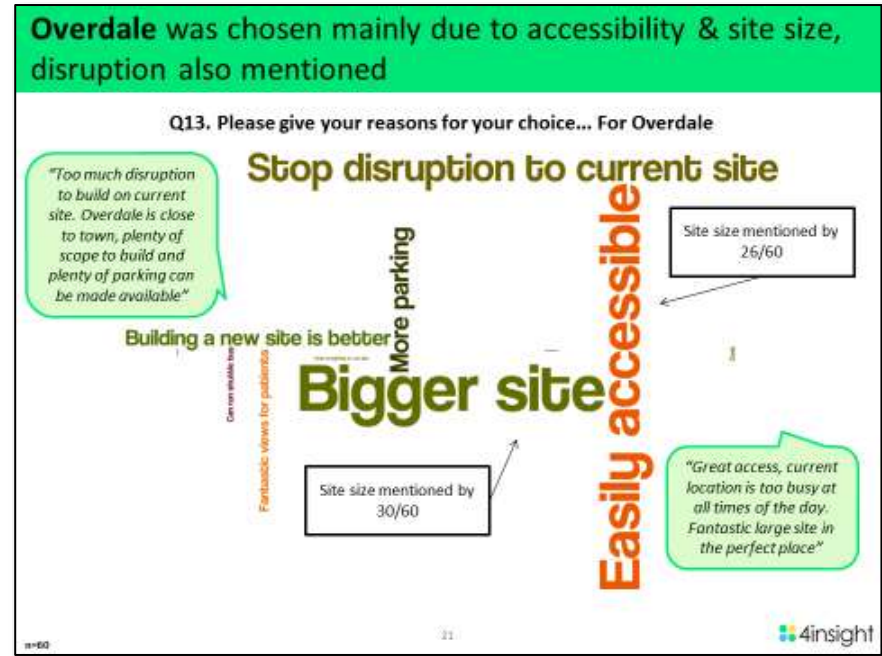 Overdale was chosen mainly due to accessibility & site size,
disruption also mentioned
Q13. Please give your reasons for your choice... For Overdale
"Too much disruption
to build on current
site. Overdale is close
to town, plenty of
scope to build and
plenty of parking can
be made available"
Stop disruption to current site
Easily accessible
Site size mentioned by
26/60
More parking
Building a new site is better
Can run shuttle bus
Fantastic views for patients
Bigger site
Site size mentioned by
30/60
"Great access, current
location is too busy at
all times of the day.
Fantastic large site in
the perfect place"
n=60
21
4insight